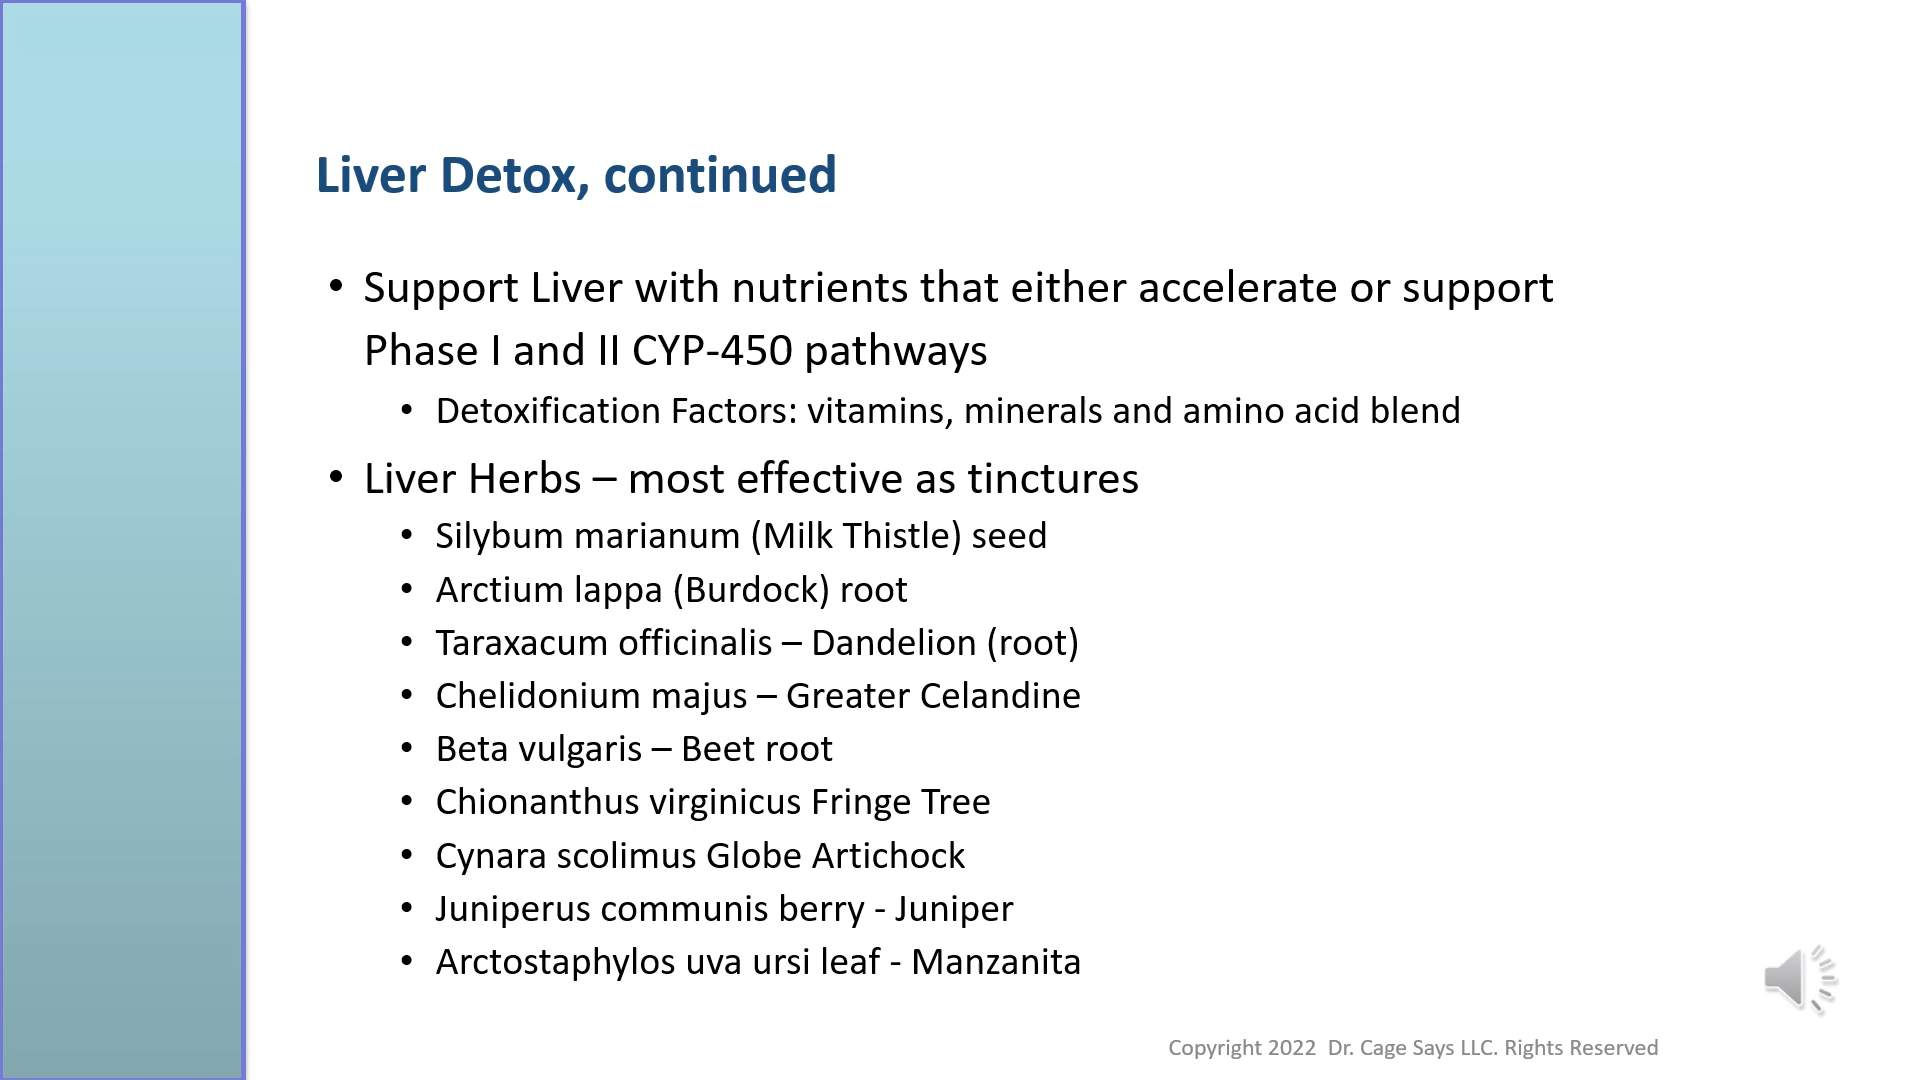 Liver Detox, continued
• Support Liver with nutrients that either accelerate or support
Phase I and II CYP-450 pathways
• Detoxification Factors: vitamins, minerals and amino acid blend
• Liver Herbs – most effective as tinctures
• Silybum marianum (Milk Thistle) seed
• Arctium lappa (Burdock) root
• Taraxacum officinalis – Dandelion (root)
• Chelidonium majus – Greater Celandine
• Beta vulgaris – Beet root
• Chionanthus virginicus Fringe Tree
• Cynara scolimus Globe Artichock
• Juniperus communis berry - Juniper
• Arctostaphylos uva ursi leaf - Manzanita
Copyright 2022  Dr. Cage Says LLC. Rights Reserved